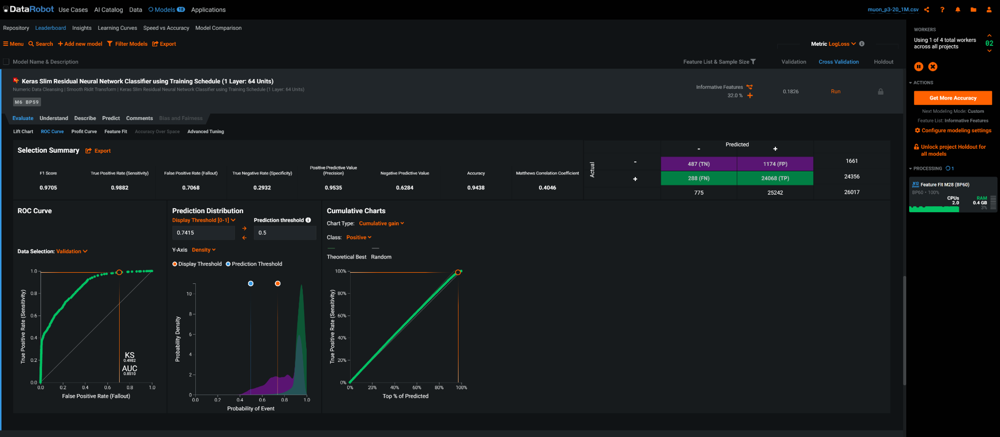 DataRobot Use Cases AI Catalog Data Models 18 Applications muon_p3-20_1M.csv ?
Repository Leaderboard Insights Learning Curves Speed vs Accuracy Model Comparison
Menu Search Add new model Filter Models Export Metric LogLoss
Model Name & Description Feature List & Sample Size Validation Cross Validation Holdout
Keras Slim Residual Neural Network Classifier using Training Schedule (1 Layer: 64 Units)
Numeric Data Cleansing | Smooth Ridit Transform | Keras Slim Residual Neural Network Classifier using Training Schedule (1 Layer: 64 Units)
M6 BP59
Informative Features
32.0 %
0.1826 Run
Evaluate Understand Describe Predict Comments Bias and Fairness
Lift Chart ROC Curve Profit Curve Feature Fit Accuracy Over Space Advanced Tuning
Selection Summary Export
F1 Score
0.9705
True Positive Rate (Sensitivity)
0.9882
False Positive Rate (Fallout)
0.7068
True Negative Rate (Specificity)
0.2932
Positive Predictive Value
(Precision)
0.9535
Negative Predictive Value
0.6284
Accuracy
0.9438
Matthews Correlation Coefficient
0.4046
Predicted
- +
Actual
- 487 (TN) 1174 (FP) 1661
+ 288 (FN) 24068 (TP) 24356
775 25242 26017
ROC Curve
Data Selection: Validation
True Positive Rate (Sensitivity)
1.0
0.8
0.6
0.4
0.2
0.0
KS
0.4982
AUC
0.8510
0.0 0.2 0.4 0.6 0.8 1.0
False Positive Rate (Fallout)
Prediction Distribution
Display Threshold [0-1] Prediction threshold
0.7415 0.5
Y-Axis Density
Display Threshold Prediction Threshold
Probability Density
10
8
6
4
2
0
0.0 0.2 0.4 0.6 0.8 1.0
Probability of Event
Cumulative Charts
Chart Type: Cumulative gain
Class: Positive
Theoretical Best Random
True Positive Rate (Sensitivity)
100%
80%
60%
40%
20%
0%
0% 20% 40% 60% 80% 100%
Top % of Predicted
WORKERS
Using 1 of 4 total workers
across all projects
02
ACTIONS
Get More Accuracy
Next Modeling Mode: Custom
Feature List: Informative Features
Configure modeling settings
Unlock project Holdout for
all models
PROCESSING 1
XG Boost Feature Fit M28 (BP60)
BP60 • 100%
CPUs RAM
2.0 0.4 GB
3%